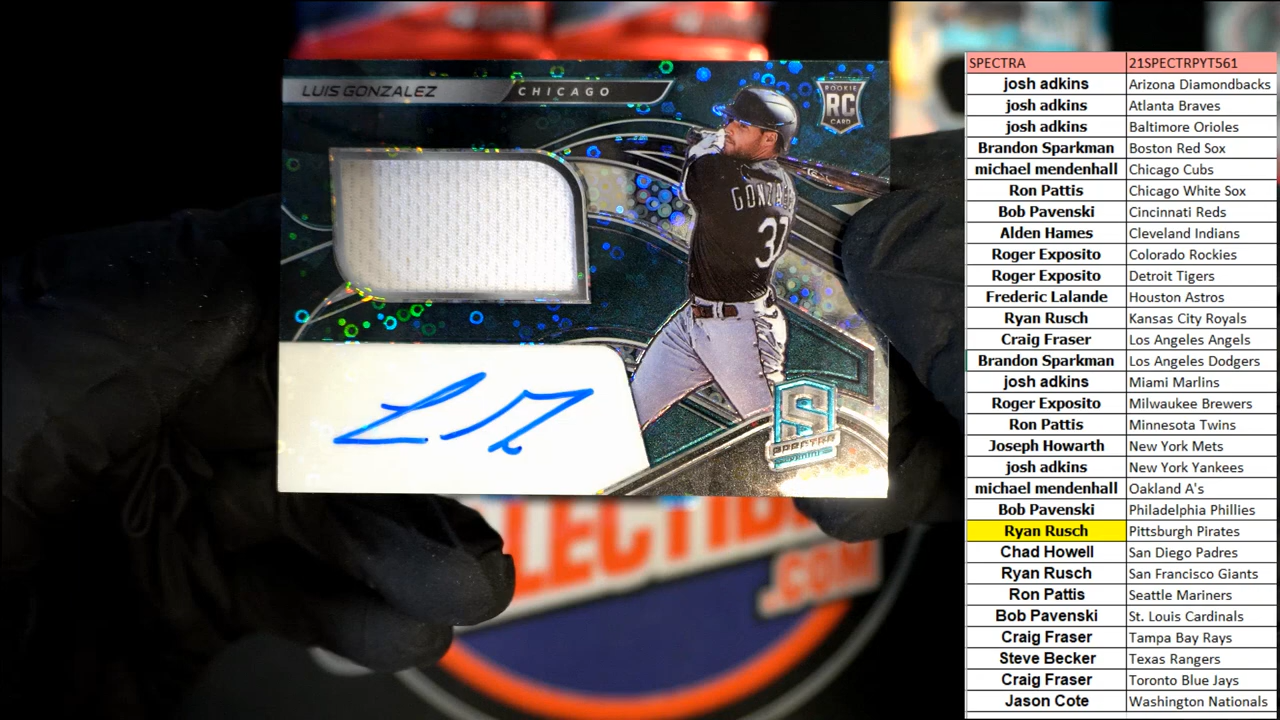 LUIS GONZALEZ CHICAGO
ROOKIE
RC
CARD
37
SPECTRA
SPECTRA 21SPECTRPYT561
josh adkins Arizona Diamondbacks
josh adkins Atlanta Braves
josh adkins Baltimore Orioles
Brandon Sparkman Boston Red Sox
michael mendenhall Chicago Cubs
Ron Pattis Chicago White Sox
Bob Pavenski Cincinnati Reds
Alden Hames Cleveland Indians
Roger Exposito Colorado Rockies
Roger Exposito Detroit Tigers
Frederic Lalande Houston Astros
Ryan Rusch Kansas City Royals
Craig Fraser Los Angeles Angels
Brandon Sparkman Los Angeles Dodgers
josh adkins Miami Marlins
Roger Exposito Milwaukee Brewers
Ron Pattis Minnesota Twins
Joseph Howarth New York Mets
josh adkins New York Yankees
michael mendenhall Oakland A's
Bob Pavenski Philadelphia Phillies
Ryan Rusch Pittsburgh Pirates
Chad Howell San Diego Padres
Ryan Rusch San Francisco Giants
Ron Pattis Seattle Mariners
Bob Pavenski St. Louis Cardinals
Craig Fraser Tampa Bay Rays
Steve Becker Texas Rangers
Craig Fraser Toronto Blue Jays
Jason Cote Washington Nationals
.COM